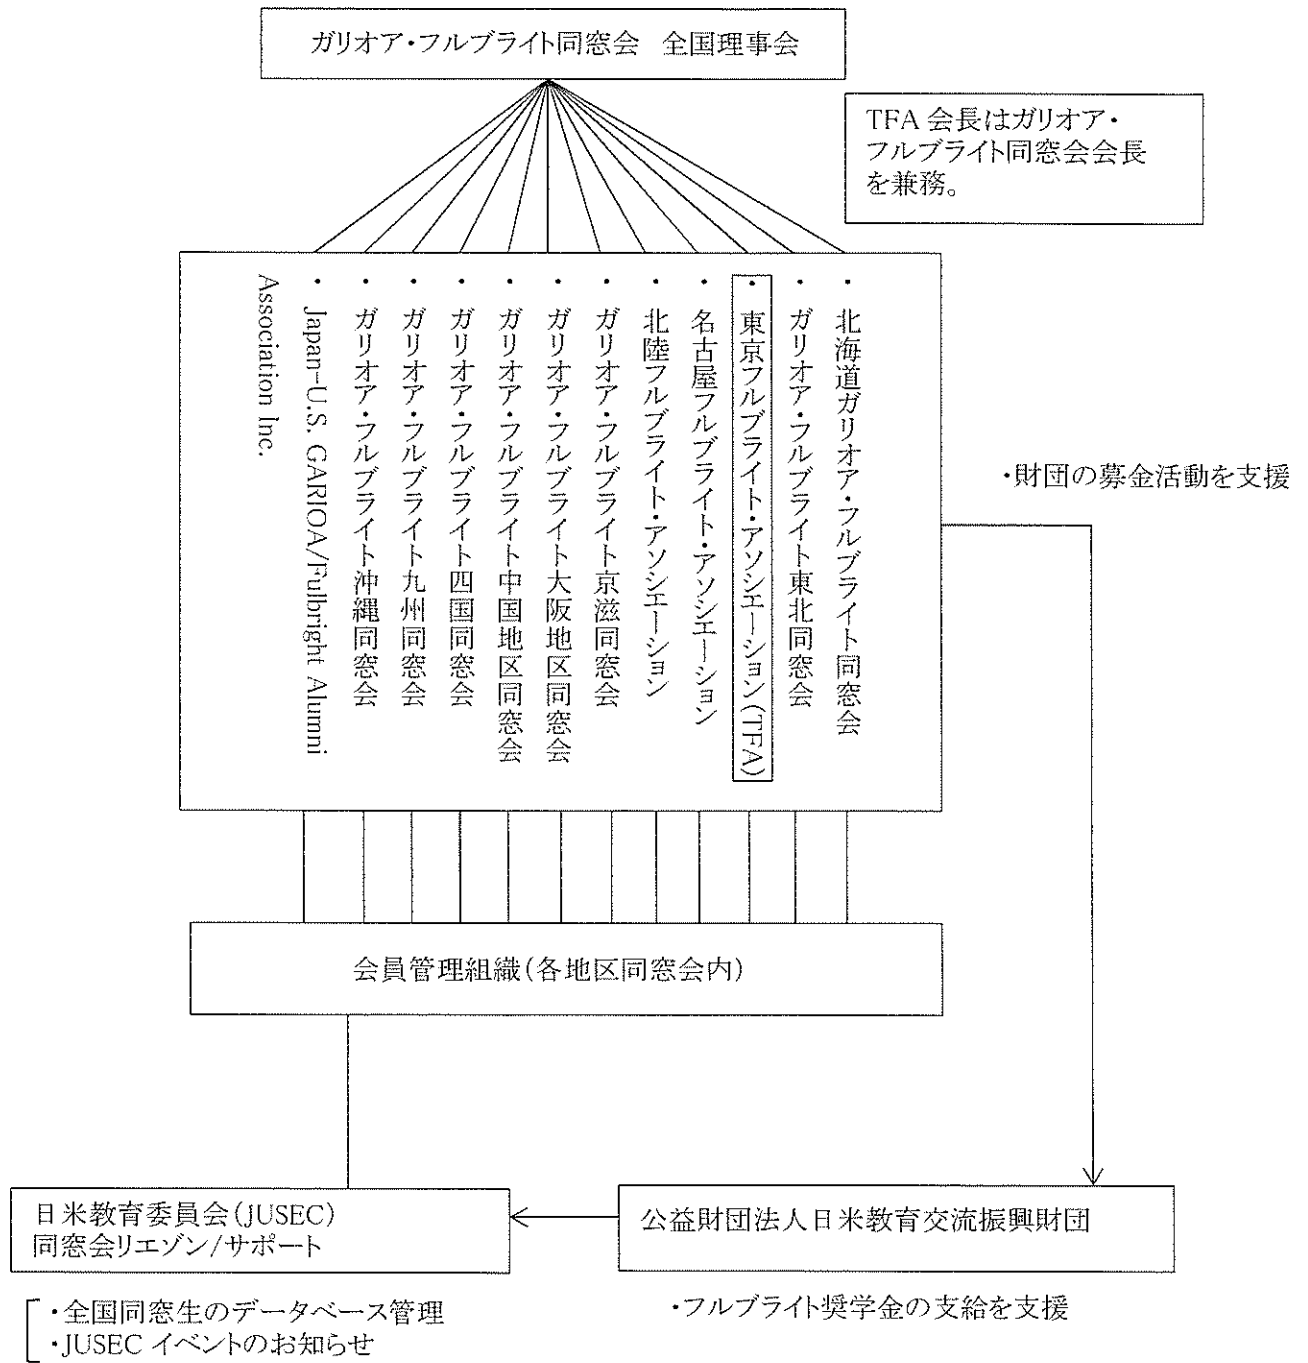 ガリオア・フルブライト同窓会　全国理事会
TFA 会長はガリオア・
フルブライト同窓会会長
を兼務。
・北海道ガリオア・フルブライト同窓会
・ガリオア・フルブライト東北同窓会
・東京フルブライト・アソシエーション(TFA)
・名古屋フルブライト・アソシエーション
・北陸フルブライト・アソシエーション
・ガリオア・フルブライト京滋同窓会
・ガリオア・フルブライト大阪地区同窓会
・ガリオア・フルブライト中国地区同窓会
・ガリオア・フルブライト四国同窓会
・ガリオア・フルブライト九州同窓会
・ガリオア・フルブライト沖縄同窓会
・Japan-U.S. GARIOA/Fulbright Alumni
Association Inc.
・財団の募金活動を支援
会員管理組織(各地区同窓会内)
日米教育委員会(JUSEC)
同窓会リエゾン/サポート
公益財団法人日米教育交流振興財団
・全国同窓生のデータベース管理
・JUSEC イベントのお知らせ
・フルブライト奨学金の支給を支援